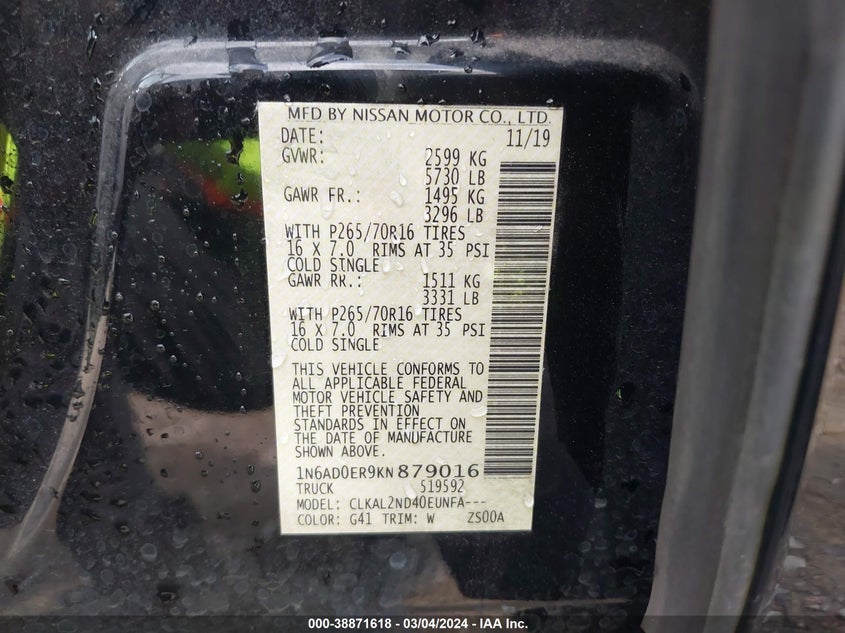 MFD BY NISSAN MOTOR CO., LTD.
DATE: 11/19
GVWR: 2599 KG
5730 LB
GAWR FR.: 1495 KG
3296 LB
WITH P265/70R16 TIRES
16 X 7.0 RIMS AT 35 PSI
COLD SINGLE
GAWR RR.: 1511 KG
3331 LB
WITH P265/70R16 TIRES
16 X 7.0 RIMS AT 35 PSI
COLD SINGLE
THIS VEHICLE CONFORMS TO
ALL APPLICABLE FEDERAL
MOTOR VEHICLE SAFETY AND
THEFT PREVENTION
STANDARDS IN EFFECT ON
THE DATE OF MANUFACTURE
SHOWN ABOVE.
1N6AD0ER9KN879016
TRUCK 519592
MODEL: CLKAL2ND40EUNFA---
COLOR: G41 TRIM: W ZS00A
000-38871618 - 03/04/2024 - IAA Inc.